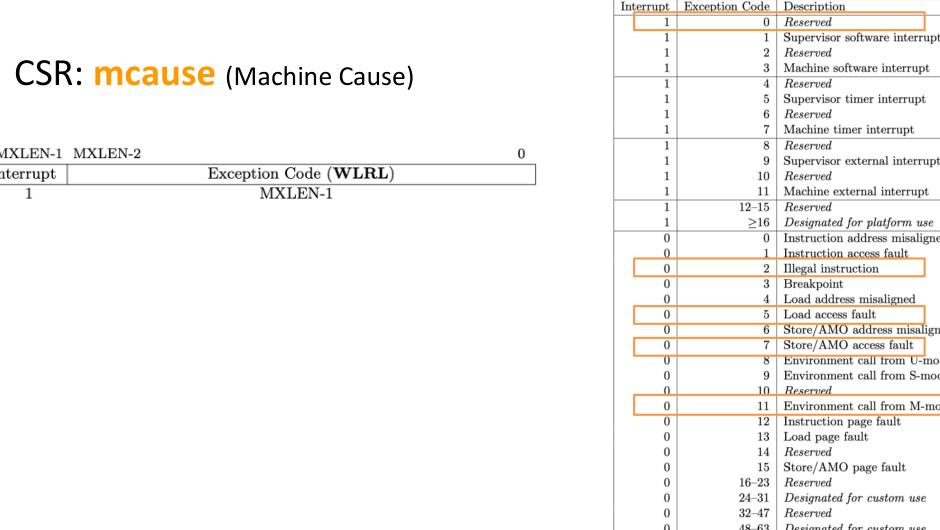 CSR: mcause (Machine Cause)
MXLEN-1 MXLEN-2 0
Interrupt Exception Code (WLRL)
1 MXLEN-1
Interrupt Exception Code Description
1 0 Reserved
1 1 Supervisor software interrupt
1 2 Reserved
1 3 Machine software interrupt
1 4 Reserved
1 5 Supervisor timer interrupt
1 6 Reserved
1 7 Machine timer interrupt
1 8 Reserved
1 9 Supervisor external interrupt
1 10 Reserved
1 11 Machine external interrupt
1 12–15 Reserved
1 ≥16 Designated for platform use
0 0 Instruction address misaligne
0 1 Instruction access fault
0 2 Illegal instruction
0 3 Breakpoint
0 4 Load address misaligned
0 5 Load access fault
0 6 Store/AMO address misalign
0 7 Store/AMO access fault
0 8 Environment call from U-mo
0 9 Environment call from S-mo
0 10 Reserved
0 11 Environment call from M-mo
0 12 Instruction page fault
0 13 Load page fault
0 14 Reserved
0 15 Store/AMO page fault
0 16–23 Reserved
0 24–31 Designated for custom use
0 32–47 Reserved
0 48–63 Designated for custom use